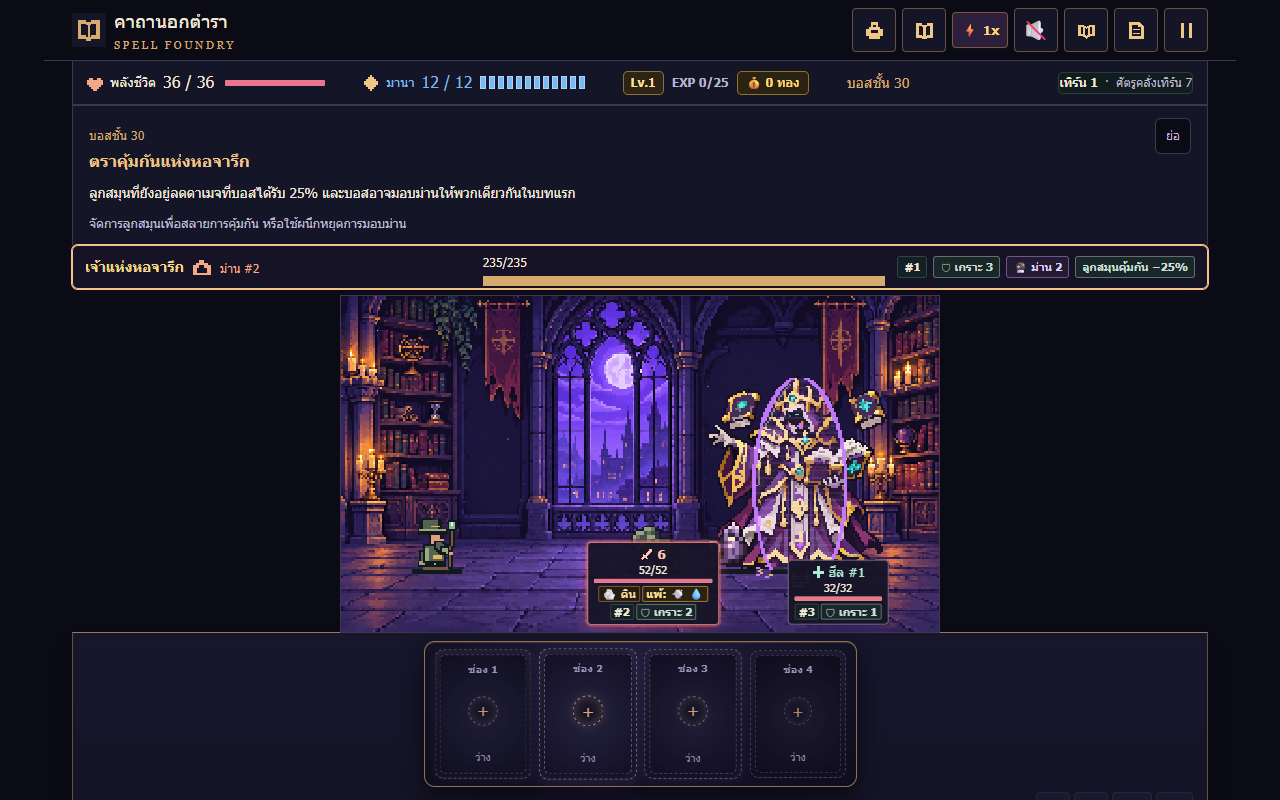 คาถานอกตำรา
SPELL FOUNDRY
1x
พลังชีวิต 36 / 36
มานา 12 / 12
Lv.1 EXP 0/25 0 ทอง
บอสชั้น 30
เทิร์น 1 · ศัตรูคลั่งเทิร์น 7
บอสชั้น 30
ย่อ
ตราคุ้มกันแห่งหอจารึก
ลูกสมุนที่ยังอยู่ลดดาเมจที่บอสได้รับ 25% และบอสอาจมอบม่านให้พวกเดียวกันในบทแรก
จัดการลูกสมุนเพื่อสลายการคุ้มกัน หรือใช้ผนึกหยุดการมอบม่าน
เจ้าแห่งหอจารึก ม่าน #2
235/235
#1 เกราะ 3 ม่าน 2 ลูกสมุนคุ้มกัน −25%
6
52/52
ดิน แพ้:
#2 เกราะ 2
ฮีล #1
32/32
#3 เกราะ 1
ช่อง 1 ช่อง 2 ช่อง 3 ช่อง 4
+ + + +
ว่าง ว่าง ว่าง ว่าง